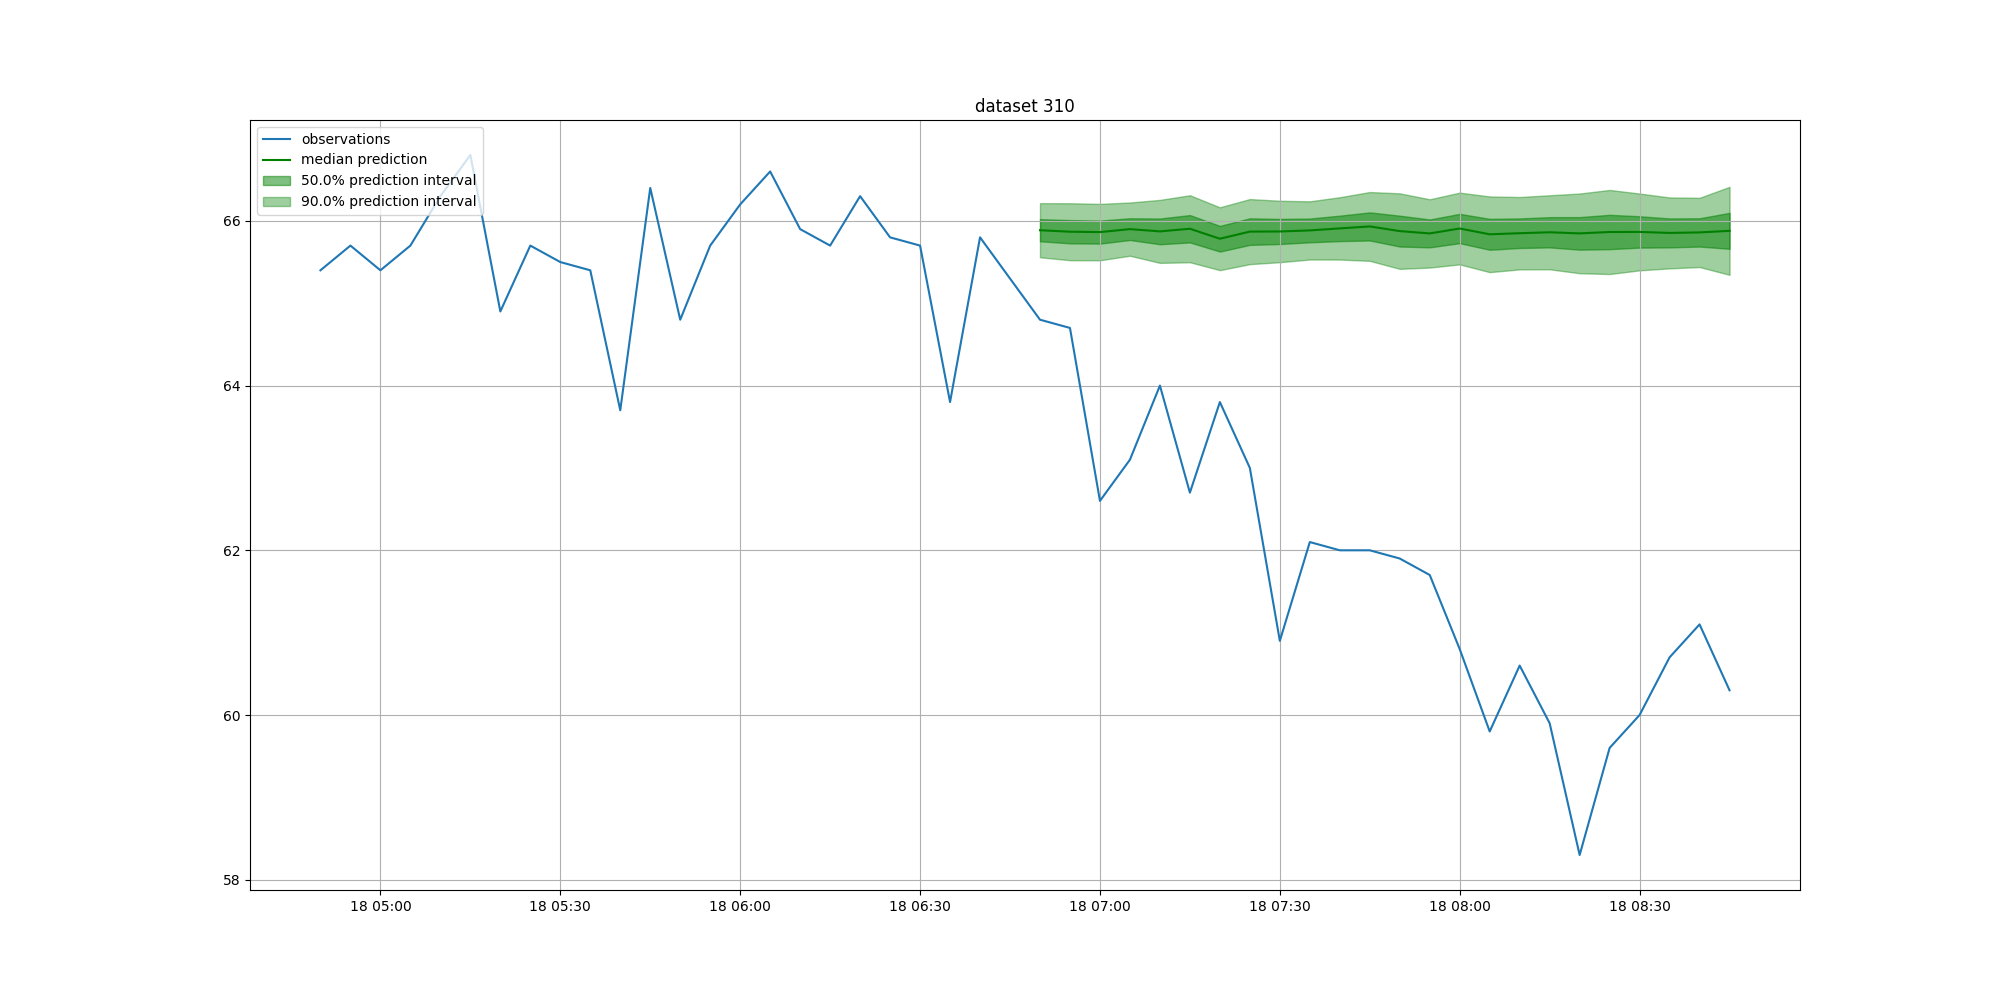 dataset 310
observations
median prediction
50.0% prediction interval
90.0% prediction interval
66
64
62
60
58
18 05:00 18 05:30 18 06:00 18 06:30 18 07:00 18 07:30 18 08:00 18 08:30